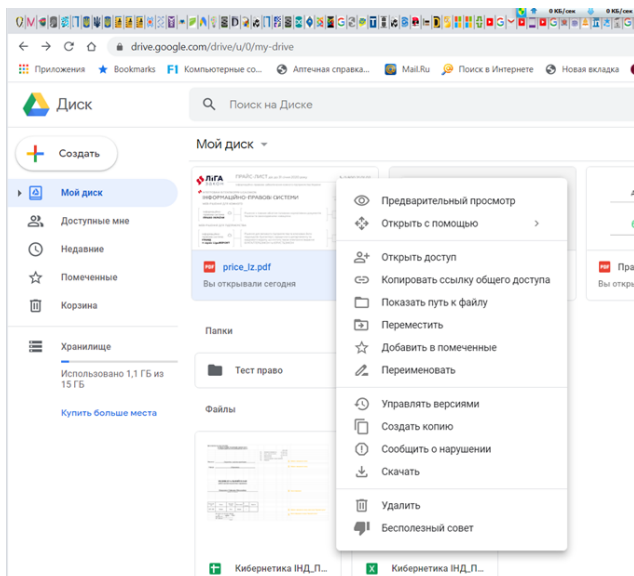 0 КБ/сек 0 КБ/сек
drive.google.com/drive/u/0/my-drive
Приложения Bookmarks Компьютерные со... Аптечная справка... Mail.Ru Поиск в Интернете Новая вкладка
Диск
Поиск на Диске
Создать
Мой диск
Мой диск
Доступные мне
Недавние
Помеченные
Корзина
Хранилище
Использовано 1,1 ГБ из
15 ГБ
Купить больше места
ЛІГА
ЗАКОН
ПРАЙС-ЛИСТ
ІНФОРМАЦІЙНО-ПРАВОВІ СИСТЕМИ
PDF price_lz.pdf
Вы открывали сегодня
PDF Пра
Вы откры
Папки
Тест право
Файлы
Кибернетика ІНД_П...
X Кибернетика ІНД_П...
Предварительный просмотр
Открыть с помощью
Открыть доступ
Копировать ссылку общего доступа
Показать путь к файлу
Переместить
Добавить в помеченные
Переименовать
Управлять версиями
Создать копию
Сообщить о нарушении
Скачать
Удалить
Бесполезный совет